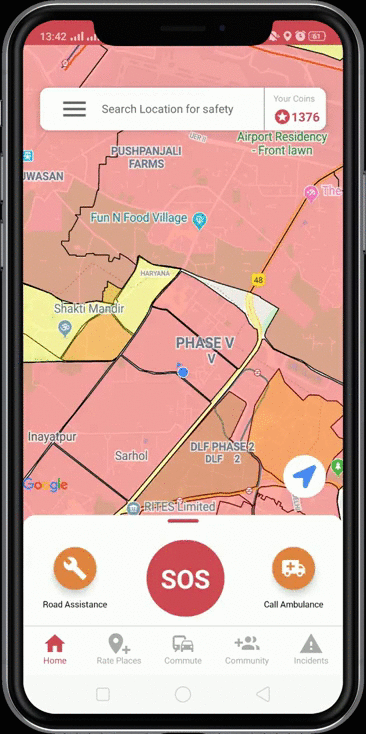 13:42
61
Search Location for safety
Your Coins
1376
PUSHPANJALI
FARMS
Airport Residency
- Front lawn
The
Fun N Food Village
HARYANA
48
Shakti Mandir
PHASE V
V
Inayatpur
Sarhol
DLF PHASE 2
DLF 2
Google
RITES Limited
SOS
Road Assistance
Call Ambulance
Home
Rate Places
Commute
Community
Incidents